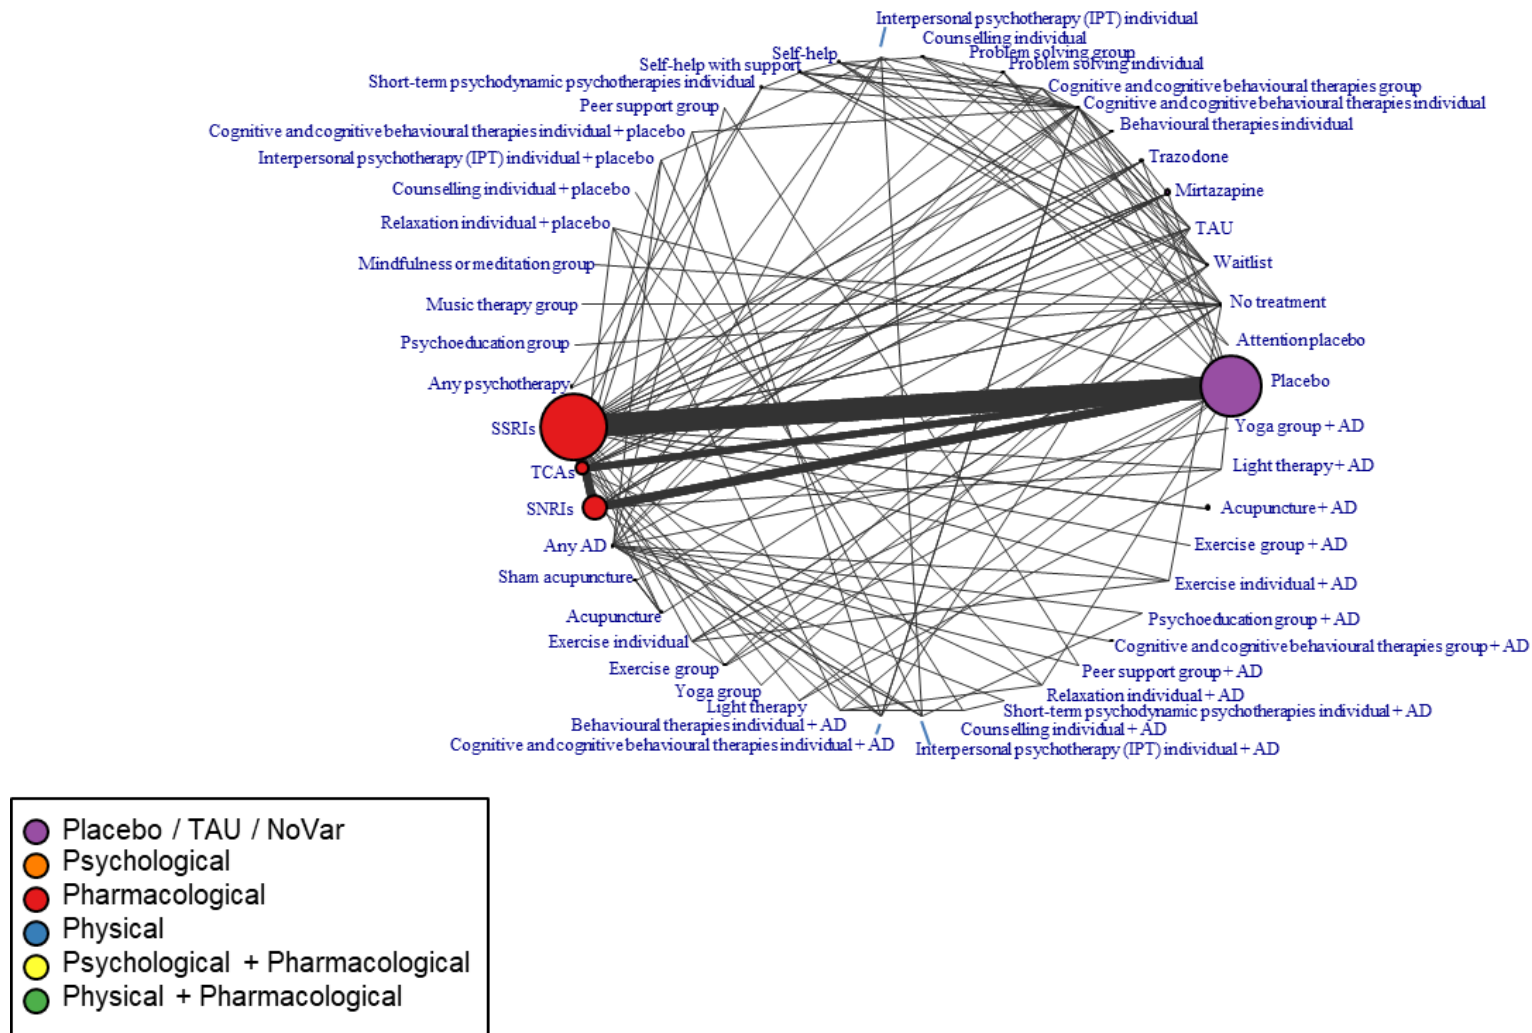 Interpersonal psychotherapy (IPT) individual
Counselling individual
Problem solving group
Problem solving individual
Cognitive and cognitive behavioural therapies group
Cognitive and cognitive behavioural therapies individual
Behavioural therapies individual
Trazodone
Mirtazapine
TAU
Waitlist
No treatment
Attention placebo
Placebo
Yoga group + AD
Light therapy + AD
Acupuncture + AD
Exercise group + AD
Exercise individual + AD
Psychoeducation group + AD
Cognitive and cognitive behavioural therapies group + AD
Peer support group + AD
Relaxation individual + AD
Short-term psychodynamic psychotherapies individual + AD
Counselling individual + AD
Interpersonal psychotherapy (IPT) individual + AD
Cognitive and cognitive behavioural therapies individual + AD
Behavioural therapies individual + AD
Light therapy
Yoga group
Exercise group
Exercise individual
Acupuncture
Sham acupuncture
Any AD
SNRIs
TCAs
SSRIs
Any psychotherapy
Psychoeducation group
Music therapy group
Mindfulness or meditation group
Relaxation individual + placebo
Counselling individual + placebo
Interpersonal psychotherapy (IPT) individual + placebo
Cognitive and cognitive behavioural therapies individual + placebo
Peer support group
Short-term psychodynamic psychotherapies individual
Self-help with support
Self-help
Placebo / TAU / NoVar
Psychological
Pharmacological
Physical
Psychological + Pharmacological
Physical + Pharmacological